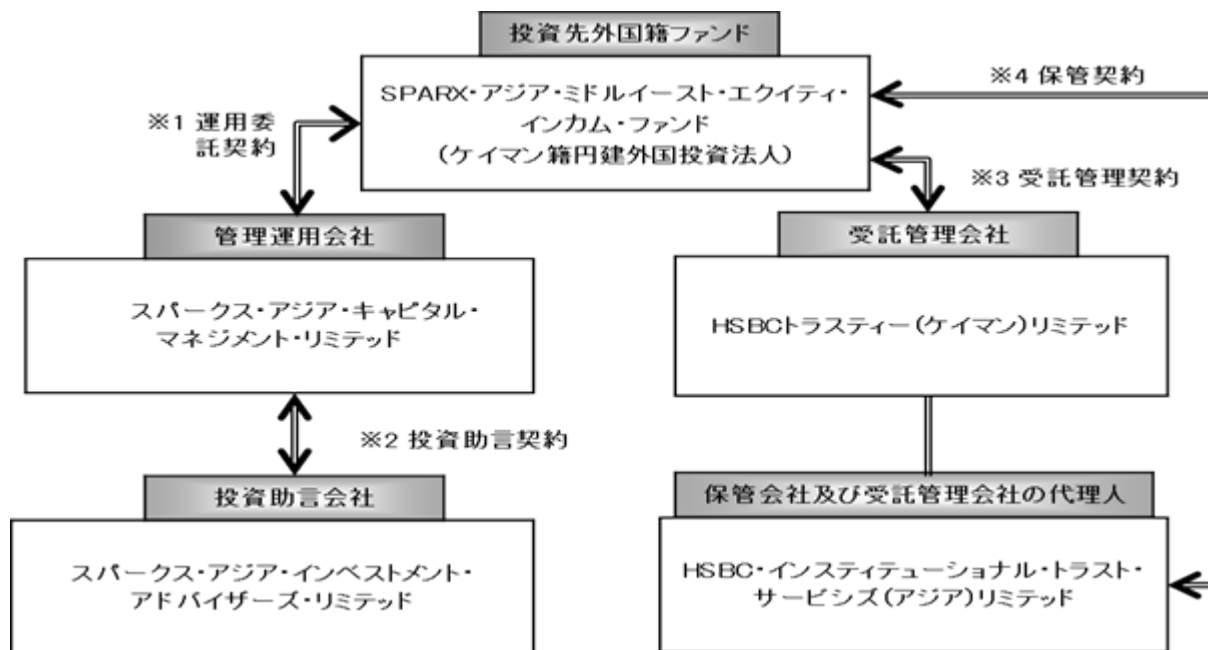 投資先外国籍ファンド
SPARX・アジア・ミドルイースト・エクイティ・
インカム・ファンド
(ケイマン籍円建外国投資法人)
※4 保管契約
※1 運用委
託契約
※3 受託管理契約
管理運用会社
スパークス・アジア・キャピタル・
マネジメント・リミテッド
受託管理会社
HSBCトラスティー(ケイマン)リミテッド
※2 投資助言契約
投資助言会社
スパークス・アジア・インベストメント・
アドバイザーズ・リミテッド
保管会社及び受託管理会社の代理人
HSBC・インスティテューショナル・トラスト・
サービシズ(アジア)リミテッド